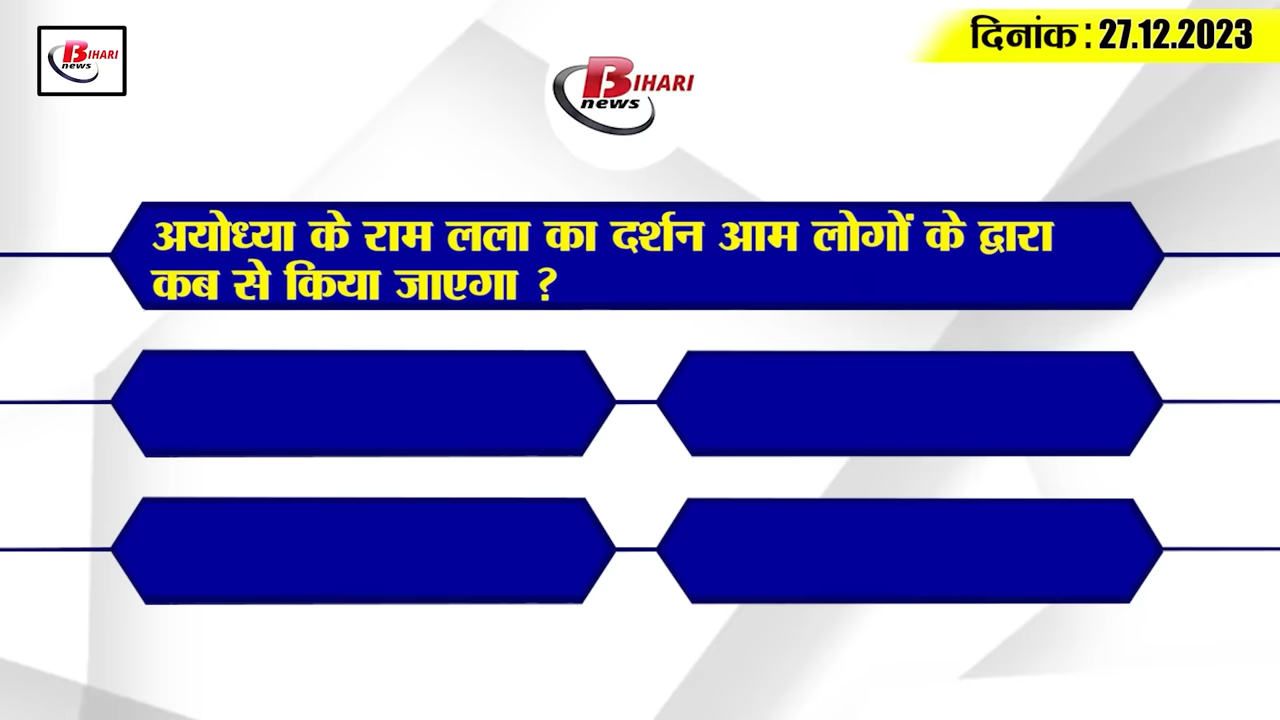 BIHARI
news
दिनांक : 27.12.2023
BIHARI
news
अयोध्या के राम लला का दर्शन आम लोगों के द्वारा
कब से किया जाएगा ?